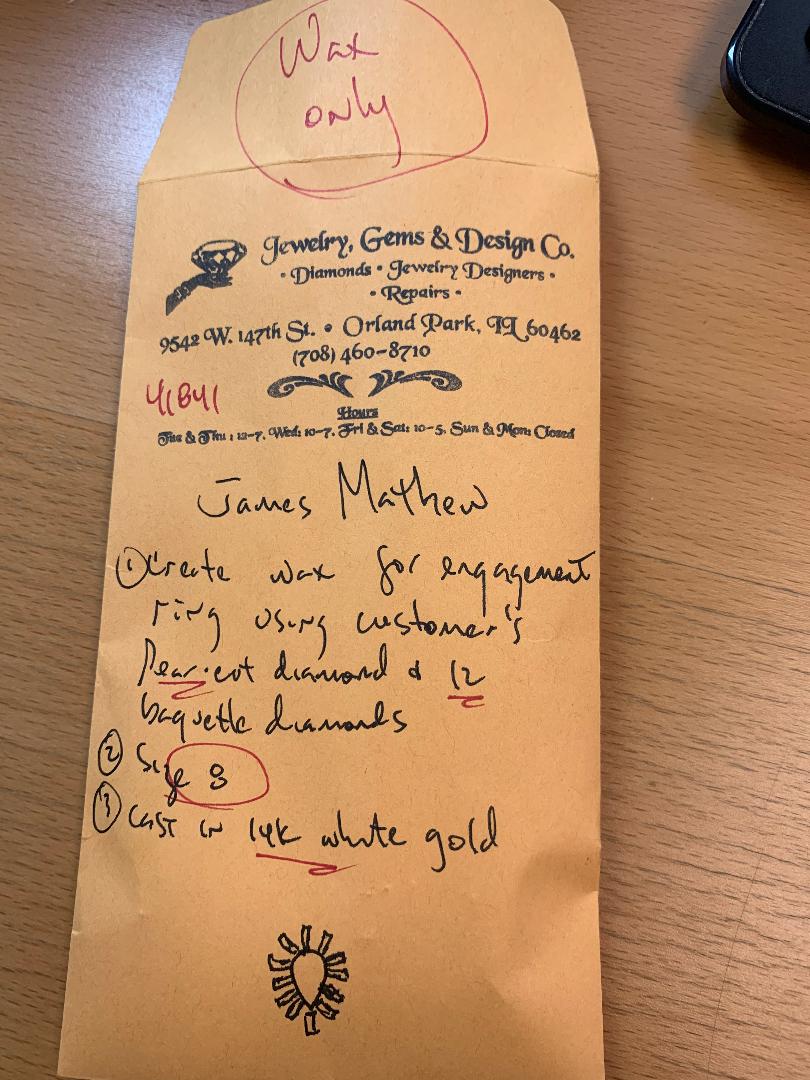 Wax
only
Jewelry, Gems & Design Co.
• Diamonds • Jewelry Designers •
• Repairs •
9542 W. 147th St. • Orland Park, IL 60462
(708) 460-8710
41841
Hours
Tue & Thu : 12-7, Wed: 10-7, Fri & Sat: 10-5, Sun & Mon: Closed
James Mathew
① Create wax for engagement
ring using customer's
Pear-cut diamond & 12
baguette diamonds
② Size 8
③ Cast in 14K white gold